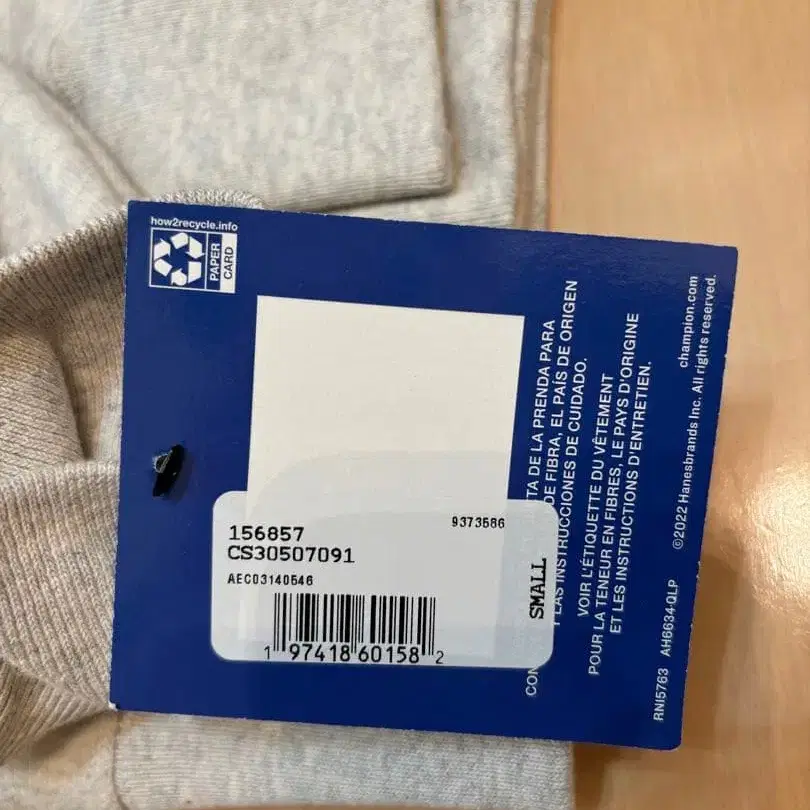 how2recycle.info
PAPER
CARD
156857
9373586
CS30507091
AEC03140546
SMALL
1 97418 60158 2
TA DE LA PRENDA PARA
DE FIBRA, EL PAÍS DE ORIGEN
LAS INSTRUCCIONES DE CUIDADO.
VOIR L'ÉTIQUETTE DU VÊTEMENT
POUR LA TENEUR EN FIBRES, LE PAYS D'ORIGINE
ET LES INSTRUCTIONS D'ENTRETIEN.
champion.com
©2022 Hanesbrands Inc. All rights reserved.
RNI5763 AH6634-QLP